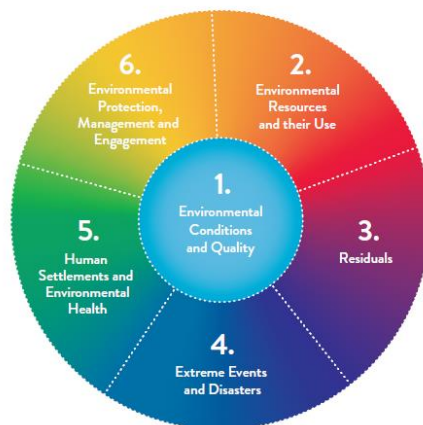 1.
Environmental
Conditions
and Quality
2.
Environmental
Resources
and their Use
3.
Residuals
4.
Extreme Events
and Disasters
5.
Human
Settlements and
Environmental
Health
6.
Environmental
Protection,
Management and
Engagement